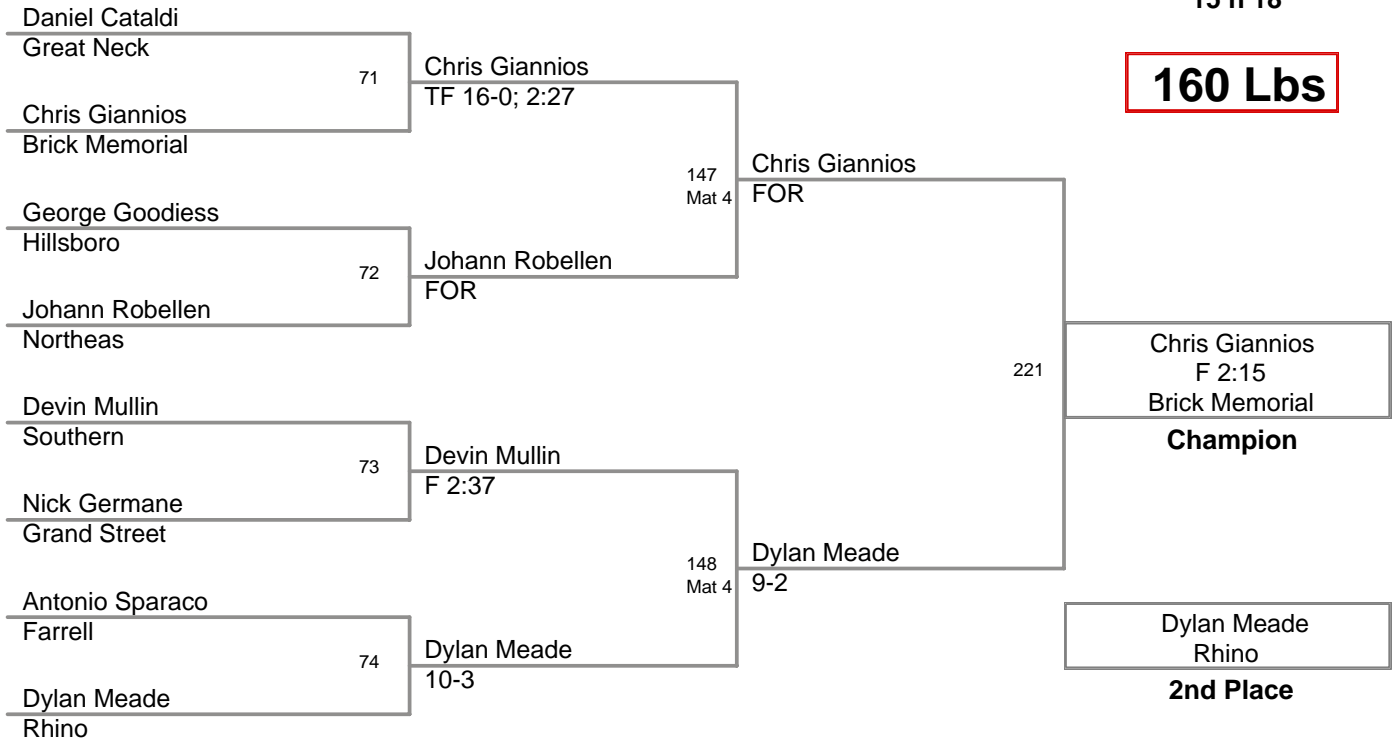 160 Lbs
Daniel Cataldi
Great Neck
71
Chris Giannios
Brick Memorial
Chris Giannios
TF 16-0; 2:27
George Goodiess
Hillsboro
72
Johann Robellen
Northeas
Johann Robellen
FOR
147
Mat 4
Chris Giannios
FOR
Devin Mullin
Southern
73
Nick Germane
Grand Street
Devin Mullin
F 2:37
Antonio Sparaco
Farrell
74
Dylan Meade
Rhino
Dylan Meade
10-3
148
Mat 4
Dylan Meade
9-2
221
Chris Giannios
F 2:15
Brick Memorial
Champion
Dylan Meade
Rhino
2nd Place